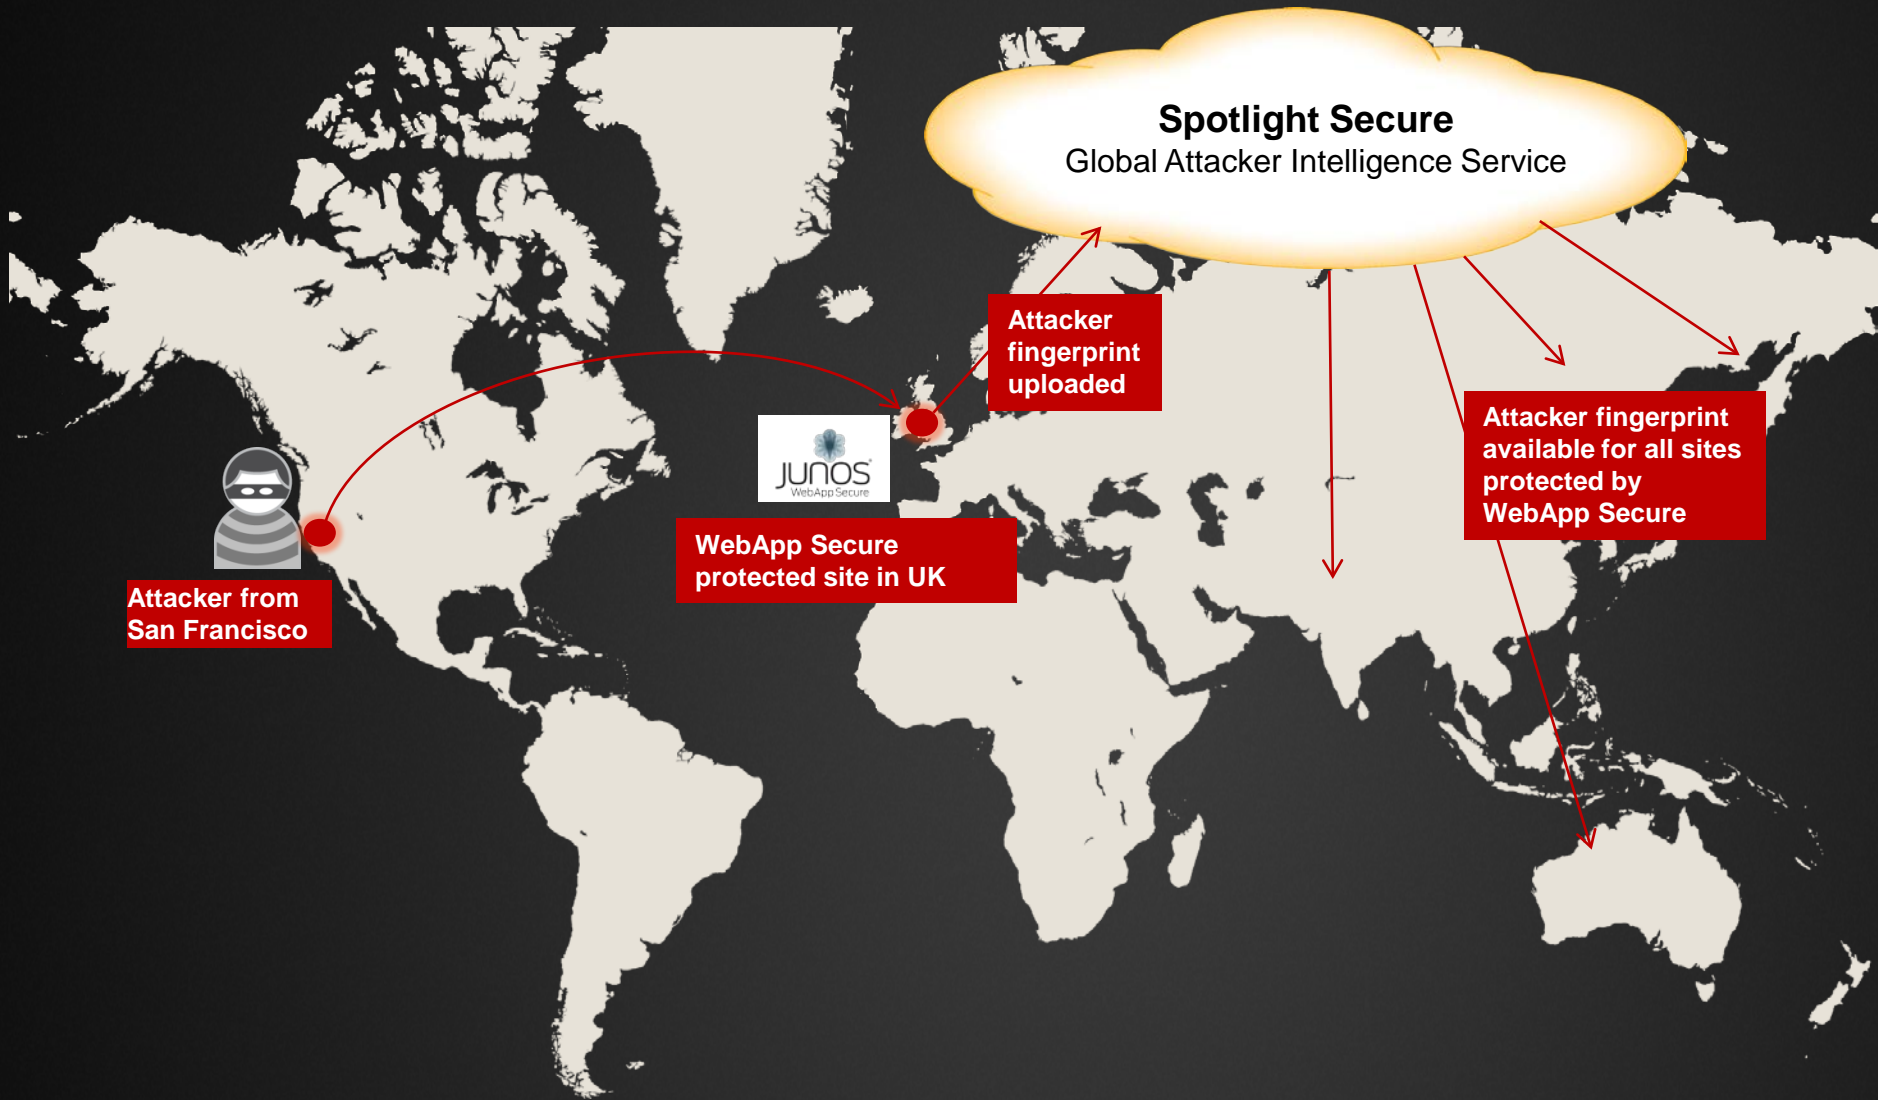 Spotlight Secure
Global Attacker Intelligence Service
Attacker
fingerprint
uploaded
Attacker fingerprint
available for all sites
protected by
WebApp Secure
JUNOS
WebApp Secure
WebApp Secure
protected site in UK
Attacker from
San Francisco